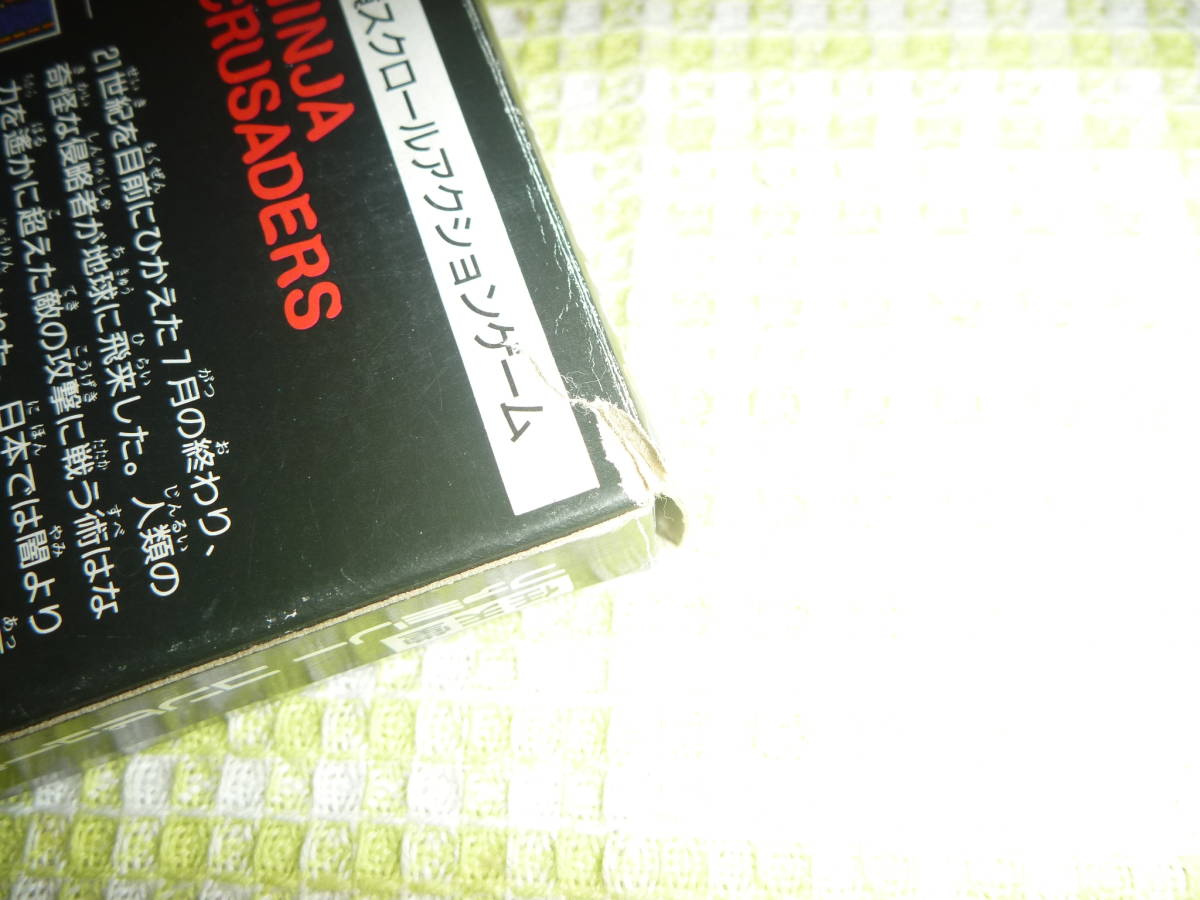 スクロールアクションゲーム
NINJA
CRUSADERS
21世紀を目前にひかえた7月の終わり、
奇怪な侵略者が地球に飛来した。人類の
力を遥かに超えた敵の攻撃に戦う術はな
日本では闇より